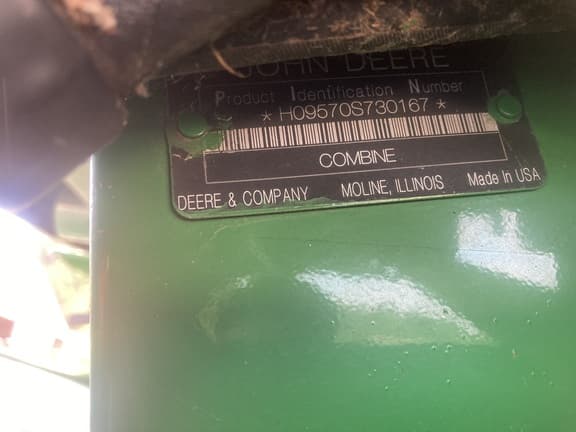 JOHN DEERE
Product Identification Number
* H09570S730167 *
COMBINE
DEERE & COMPANY MOLINE, ILLINOIS Made in USA